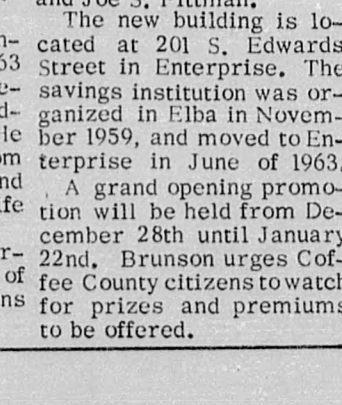 and Joe S. Pittman.
The new building is lo-
cated at 201 S. Edwards
Street in Enterprise. The
savings institution was or-
ganized in Elba in Novem-
ber 1959, and moved to En-
terprise in June of 1963.
A grand opening promo-
tion will be held from De-
cember 28th until January
22nd. Brunson urges Cof-
fee County citizens to watch
for prizes and premiums
to be offered.